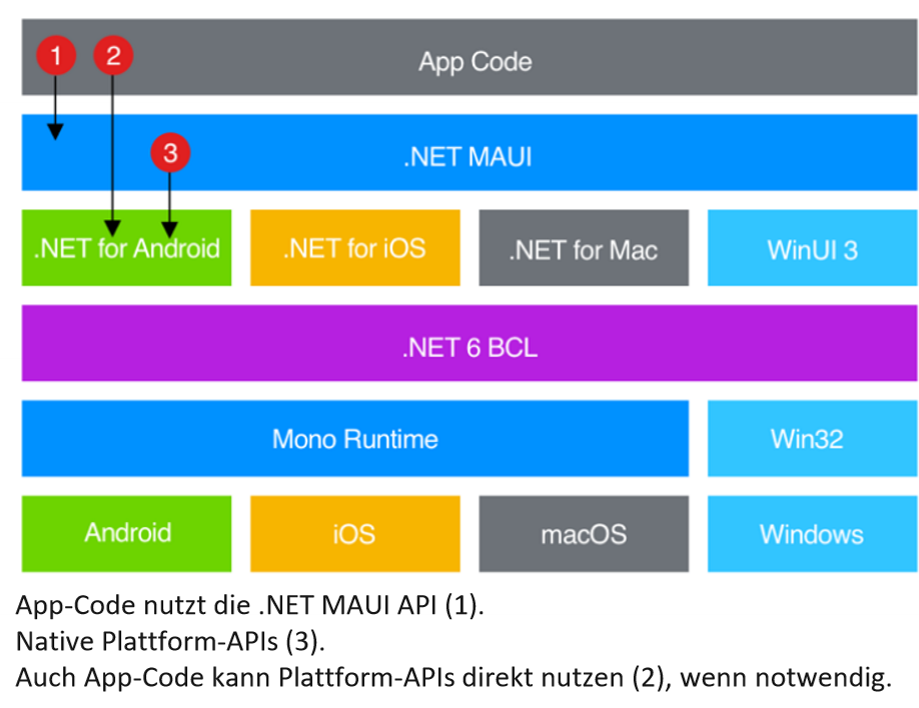 1 2 App Code
3 .NET MAUI
.NET for Android .NET for iOS .NET for Mac WinUI 3
.NET 6 BCL
Mono Runtime Win32
Android iOS macOS Windows
App-Code nutzt die .NET MAUI API (1).
Native Plattform-APIs (3).
Auch App-Code kann Plattform-APIs direkt nutzen (2), wenn notwendig.